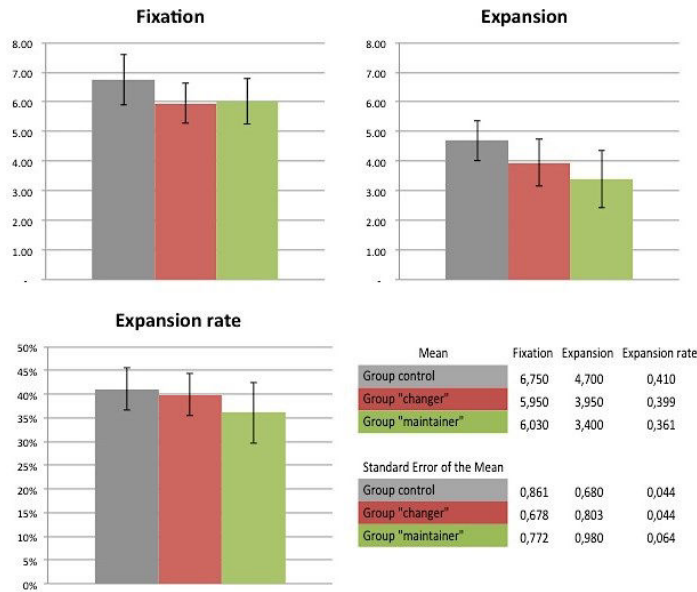 Fixation
8.00
7.00
6.00
5.00
4.00
3.00
2.00
1.00
-
Expansion
8.00
7.00
6.00
5.00
4.00
3.00
2.00
1.00
-
Expansion rate
50%
45%
40%
35%
30%
25%
20%
15%
10%
5%
0%
Mean Fixation Expansion Expansion rate
Group control 6,750 4,700 0,410
Group "changer" 5,950 3,950 0,399
Group "maintainer" 6,030 3,400 0,361
Standard Error of the Mean
Group control 0,861 0,680 0,044
Group "changer" 0,678 0,803 0,044
Group "maintainer" 0,772 0,980 0,064